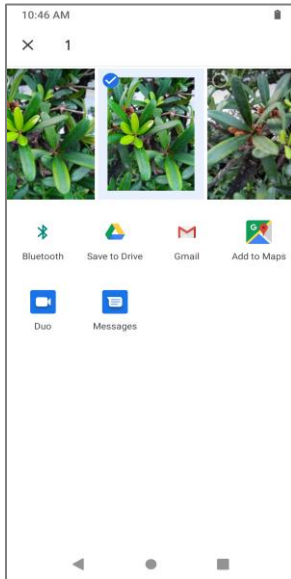 10:46 AM
1
Bluetooth
Save to Drive
Gmail
Add to Maps
Duo
Messages